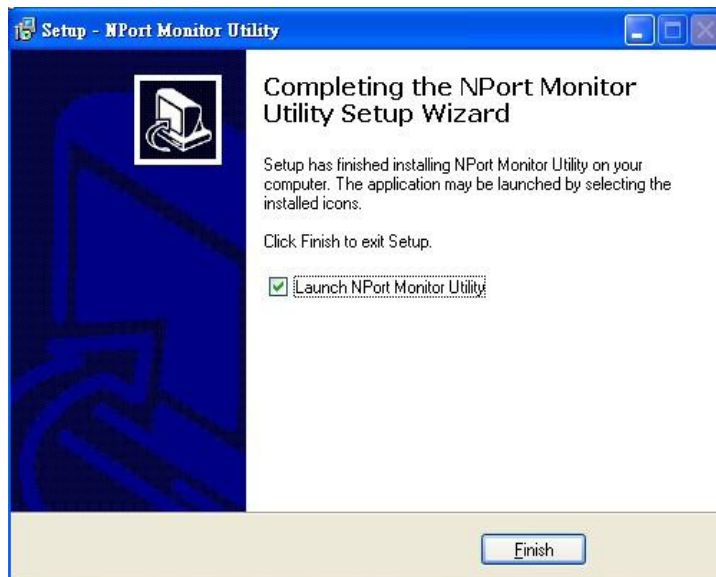 Setup - NPort Monitor Utility
Completing the NPort Monitor
Utility Setup Wizard
Setup has finished installing NPort Monitor Utility on your
computer. The application may be launched by selecting the
installed icons.
Click Finish to exit Setup.
Launch NPort Monitor Utility
Finish